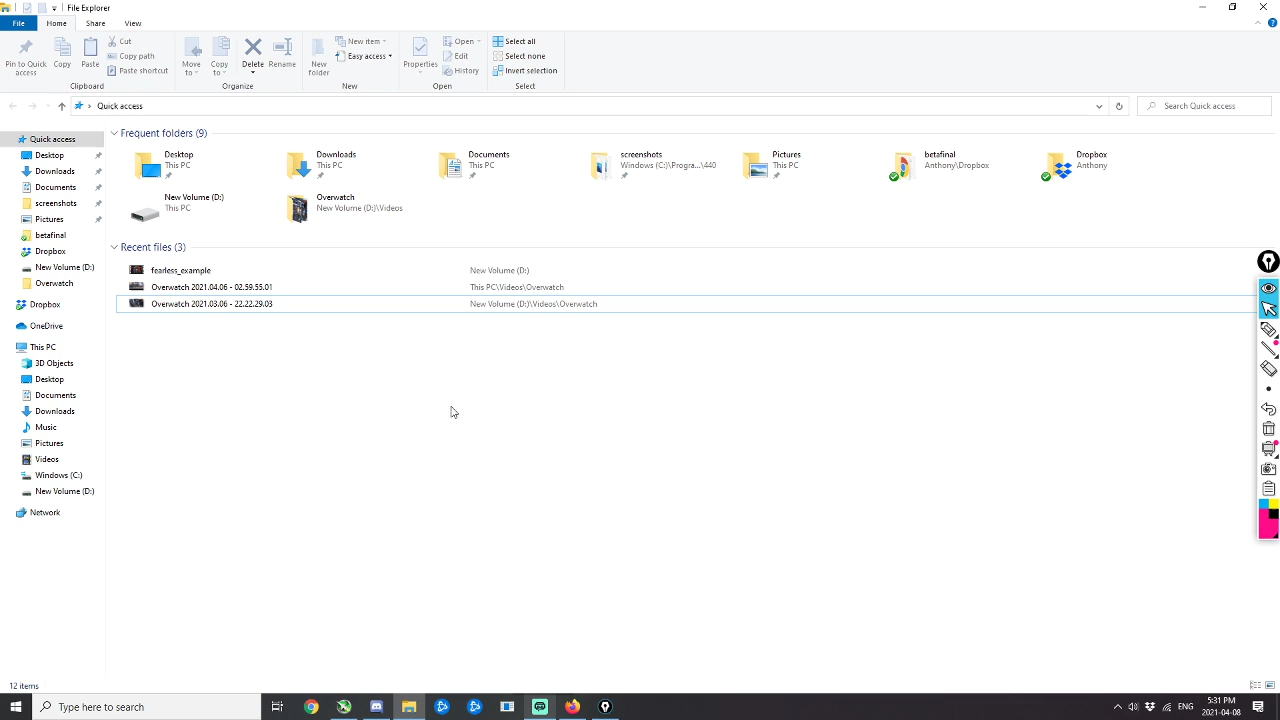 File Explorer
File Home Share View
Pin to Quick access
Copy
Paste
Cut
Copy path
Paste shortcut
Clipboard
Move to
Copy to
Delete
Rename
Organize
New folder
New item
Easy access
New
Properties
Open
Edit
History
Open
Select all
Select none
Invert selection
Select
Quick access
Search Quick access
Quick access
Desktop
Downloads
Documents
screenshots
Pictures
betafinal
Dropbox
New Volume (D:)
Overwatch
Dropbox
OneDrive
This PC
3D Objects
Desktop
Documents
Downloads
Music
Pictures
Videos
Windows (C:)
New Volume (D:)
Network
Frequent folders (9)
Desktop
This PC
Downloads
This PC
Documents
This PC
screenshots
Windows (C:)\Progra...\440
Pictures
This PC
betafinal
Anthony\Dropbox
Dropbox
Anthony
New Volume (D:)
This PC
Overwatch
New Volume (D:)\Videos
Recent files (3)
fearless_example New Volume (D:)
Overwatch 2021.04.06 - 02.59.55.01 This PC\Videos\Overwatch
Overwatch 2021.03.06 - 22.22.29.03 New Volume (D:)\Videos\Overwatch
12 items
Type here to search
ENG
5:31 PM
2021-04-08